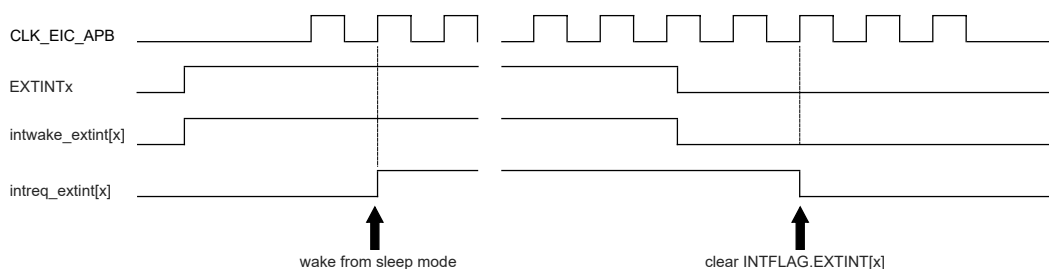 CLK_EIC_APB
EXTINTx
intwake_extint[x]
intreq_extint[x]
wake from sleep mode
clear INTFLAG.EXTINT[x]